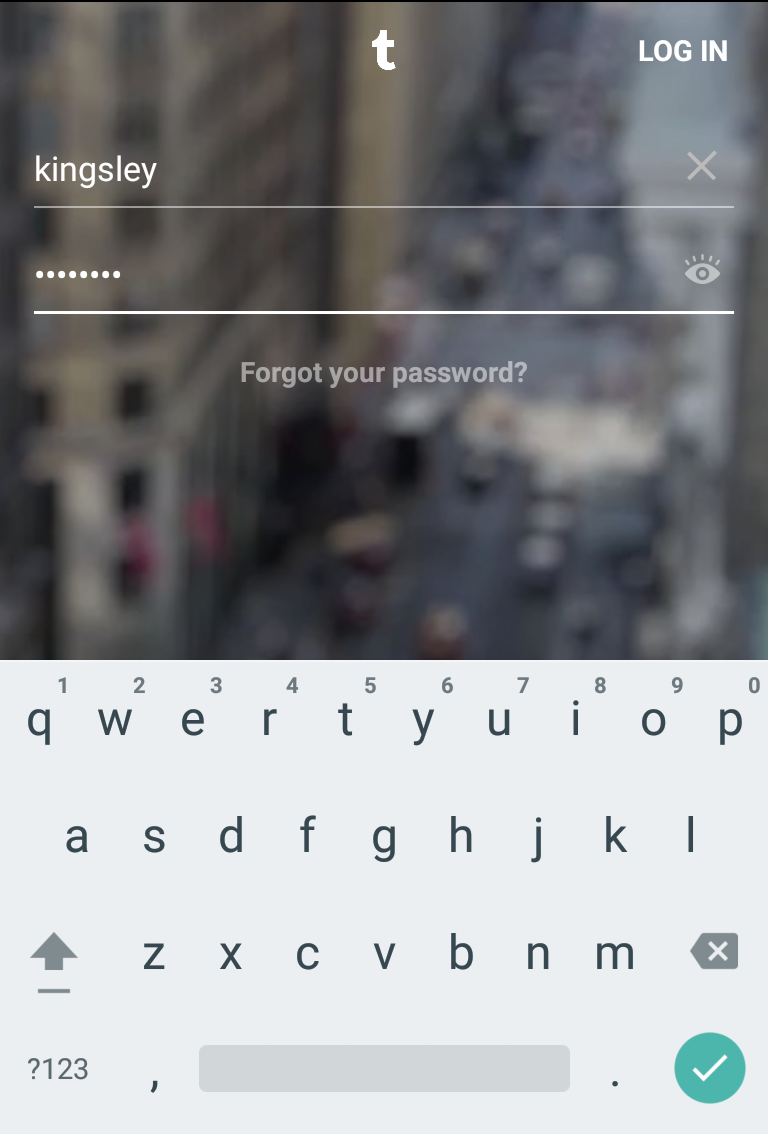 t
LOG IN
kingsley
••••••••
Forgot your password?
1 2 3 4 5 6 7 8 9 0
q w e r t y u i o p
a s d f g h j k l
z x c v b n m
?123 , .